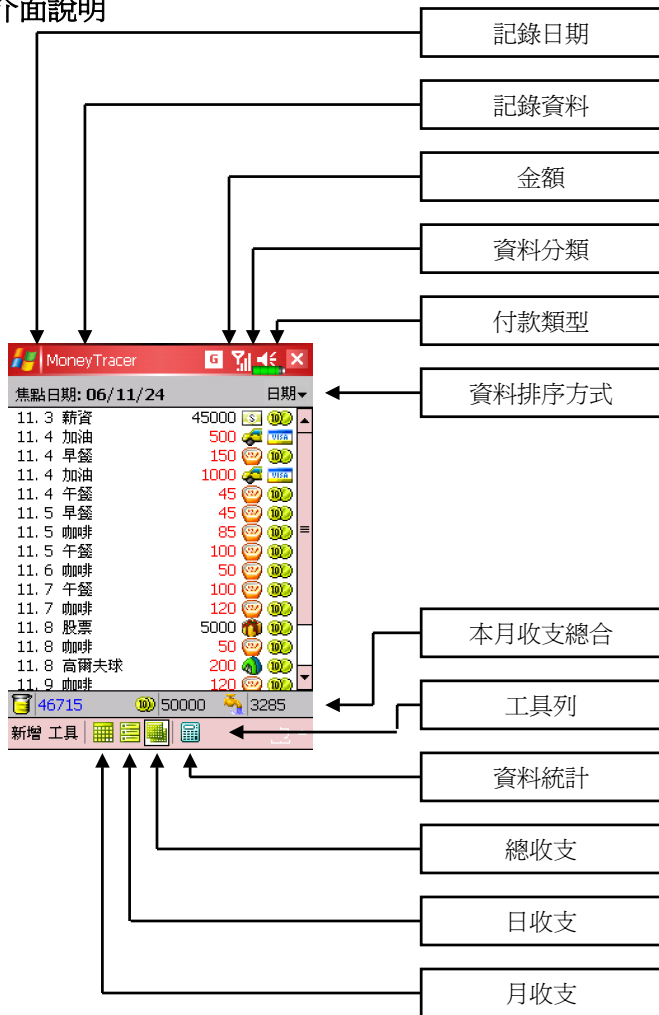 介面說明
記錄日期
記錄資料
金額
資料分類
付款類型
MoneyTracer
焦點日期: 06/11/24 日期
資料排序方式
11. 3 薪資 45000
11. 4 加油 500 VISA
11. 4 早餐 150
11. 4 加油 1000 VISA
11. 4 午餐 45
11. 5 早餐 45
11. 5 咖啡 85
11. 5 午餐 100
11. 6 咖啡 50
11. 7 午餐 100
11. 7 咖啡 120
11. 8 股票 5000
11. 8 咖啡 50
11. 8 高爾夫球 200
11. 9 咖啡 120
本月收支總合
46715 50000 3285
工具列
新增 工具
資料統計
總收支
日收支
月收支